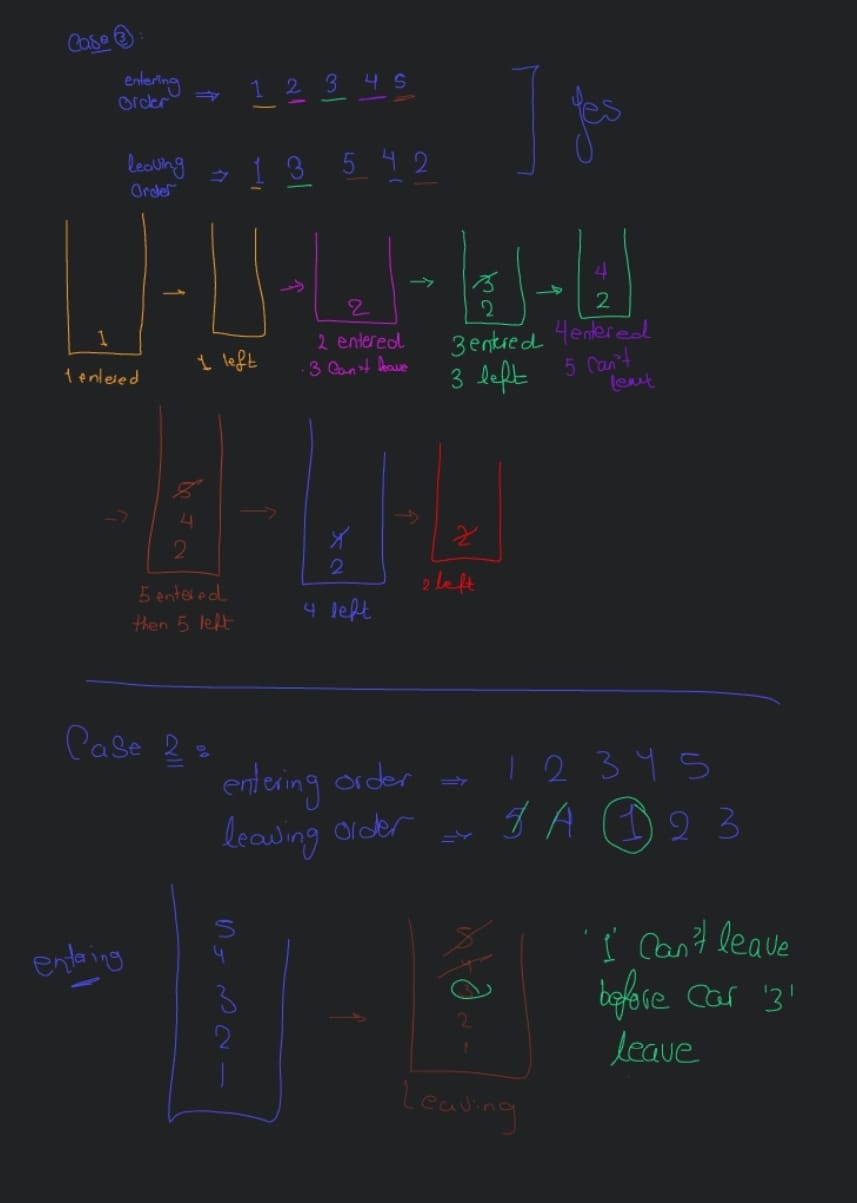 Case ③:
entering order ⇒ 1 2 3 4 5
leaving order ⇒ 1 3 5 4 2
] Yes
1
→
→
2
→
3
2
→
4
2
1 entered
1 left
2 entered
3 Can't leave
3 entered
3 left
4 entered
5 can't
→
5
4
2
→
4
2
→
2
5 entered
then 5 left
4 left
2 left
Case 2:
entering order ⇒ 1 2 3 4 5
leaving order ⇒ 5 4 1 2 3
entering
5
4
3
2
1
→
5
4
3
2
1
Leaving
'1' Can't leave
before Car '3'
leave